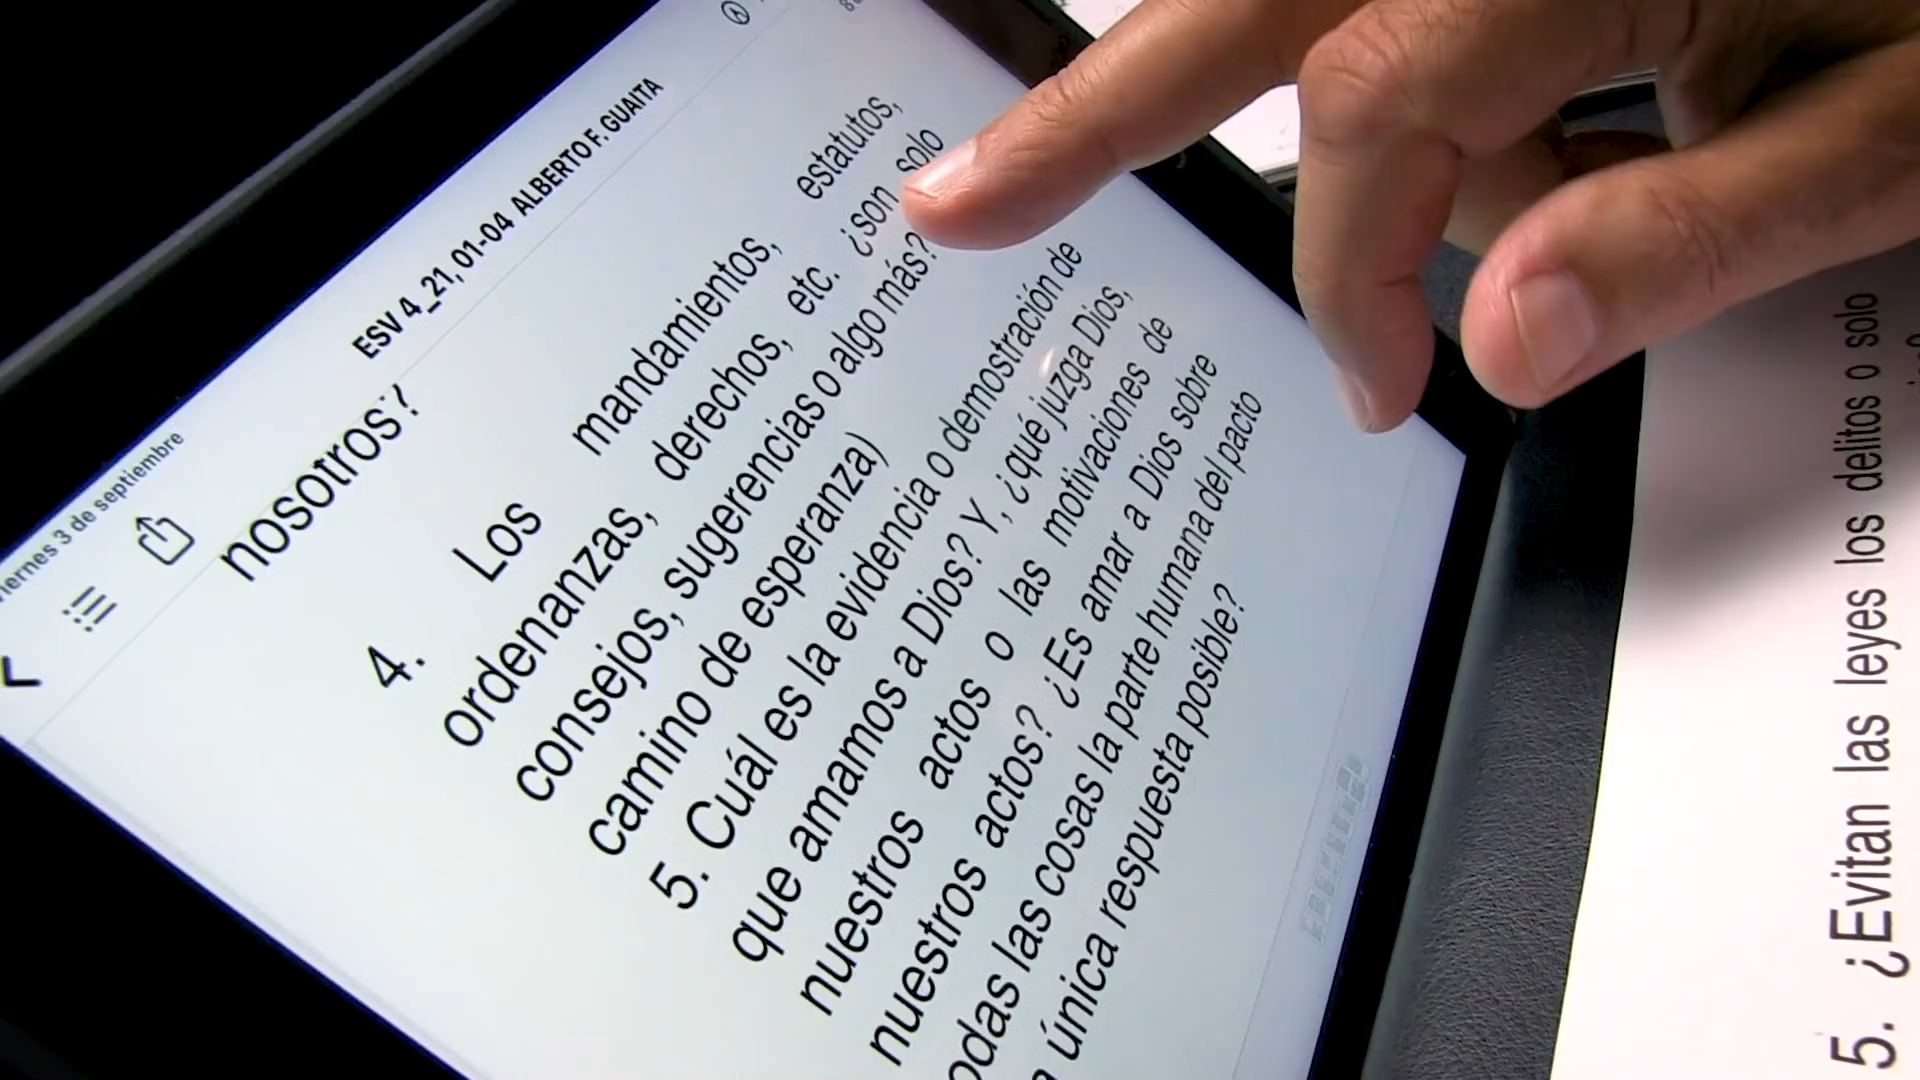 viernes 3 de septiembre
ESV 4_21, 01-04 ALBERTO F. GUAITA
nosotros?
4. Los mandamientos, estatutos,
ordenanzas, derechos, etc. ¿son solo
consejos, sugerencias o algo más?
camino de esperanza)
5. Cuál es la evidencia o demostración de
que amamos a Dios? Y, ¿qué juzga Dios,
nuestros actos o las motivaciones de
nuestros actos? ¿Es amar a Dios sobre
odas las cosas la parte humana del pacto
única respuesta posible?
5. ¿Evitan las leyes los delitos o solo